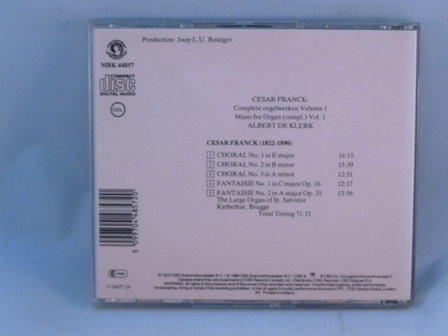 Production: Joop L.U. Reiziger
MBK 44857
COMPACT
disc
DIGITAL AUDIO
CESAR FRANCK:
Complete orgelwerken Volume 1
Music for Organ (compl.) Vol. 1
ALBERT DE KLERK
CESAR FRANCK (1822-1890)
1 CHORAL No. 1 in E major 16:13
2 CHORAL No. 2 in B minor 15:39
3 CHORAL No. 3 in A minor 12:51
4 FANTAISIE No. 1 in C major Op. 16 12:17
5 FANTAISIE No. 2 in A major Op. 35 13:56
The Large Organ of St. Salvator
Kathedral, Brugge
Total Timing 71:15
5 099704 485720